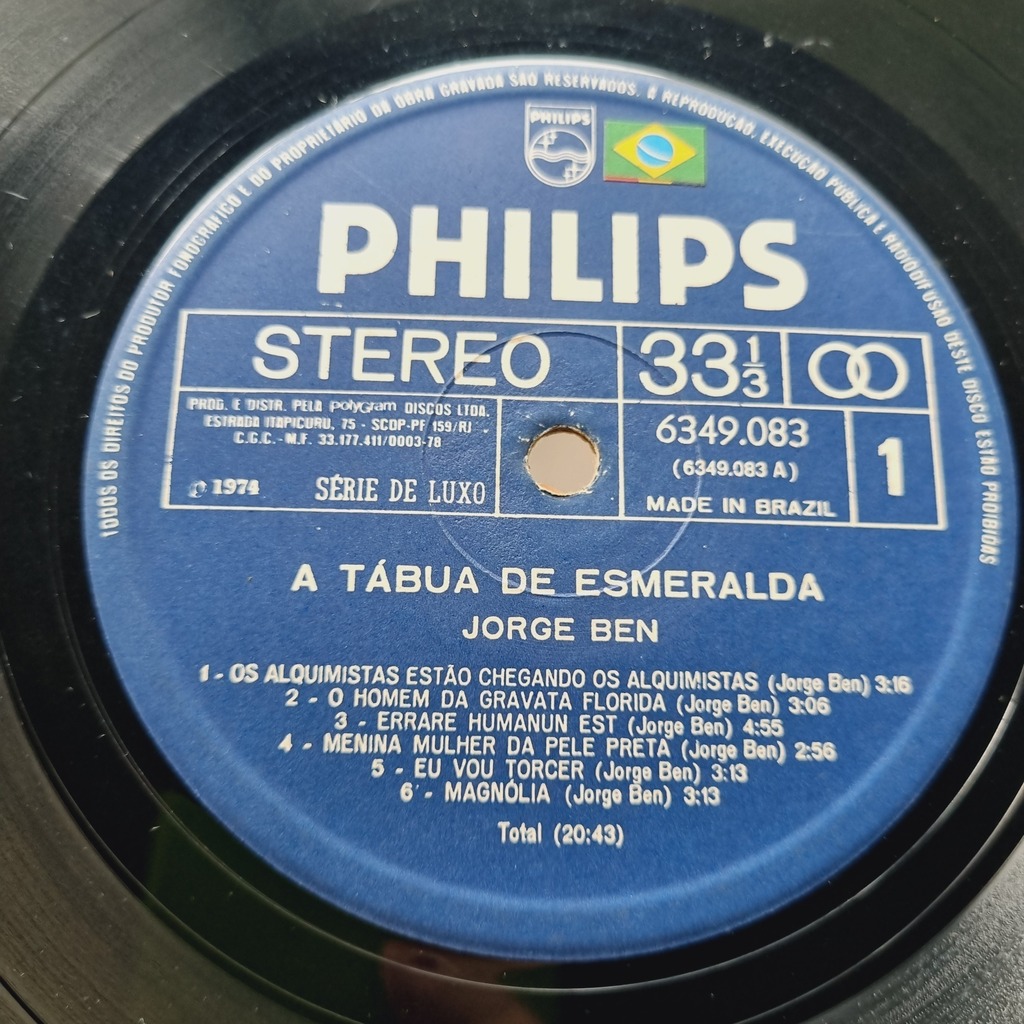 TODOS OS DIREITOS DO PRODUTOR FONOGRÁFICO E DO PROPRIETÁRIO DA OBRA GRAVADA SÃO RESERVADOS. A REPRODUÇÃO, EXECUÇÃO PÚBLICA E RADIODIFUSÃO DÊSTE DISCO ESTÃO PROIBIDAS
PHILIPS
PHILIPS
STEREO
33 1/3
PROD. E DISTR. PELA polyGram DISCOS LTDA.
ESTRADA ITAPICURU, 75 - SCDP-PF 159/RJ
C.G.C. - M.F. 33.177.411/0003-78
℗ 1974
SÉRIE DE LUXO
6349.083
(6349.083 A)
MADE IN BRAZIL
1
A TÁBUA DE ESMERALDA
JORGE BEN
1 - OS ALQUIMISTAS ESTÃO CHEGANDO OS ALQUIMISTAS (Jorge Ben) 3:16
2 - O HOMEM DA GRAVATA FLORIDA (Jorge Ben) 3:06
3 - ERRARE HUMANUN EST (Jorge Ben) 4:55
4 - MENINA MULHER DA PELE PRETA (Jorge Ben) 2:56
5 - EU VOU TORCER (Jorge Ben) 3:13
6 - MAGNÓLIA (Jorge Ben) 3:13
Total (20:43)